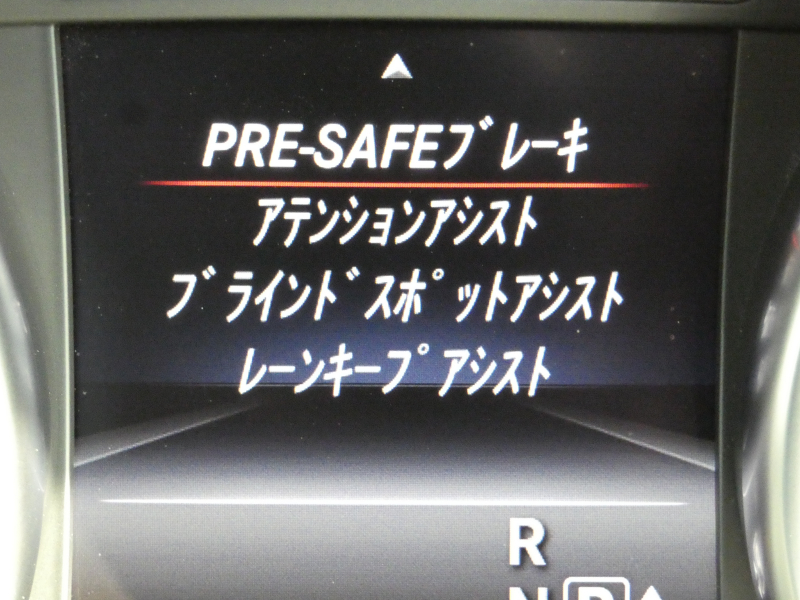 PRE-SAFEブレーキ
アテンションアシスト
ブラインドスポットアシスト
レーンキープアシスト
R
N D